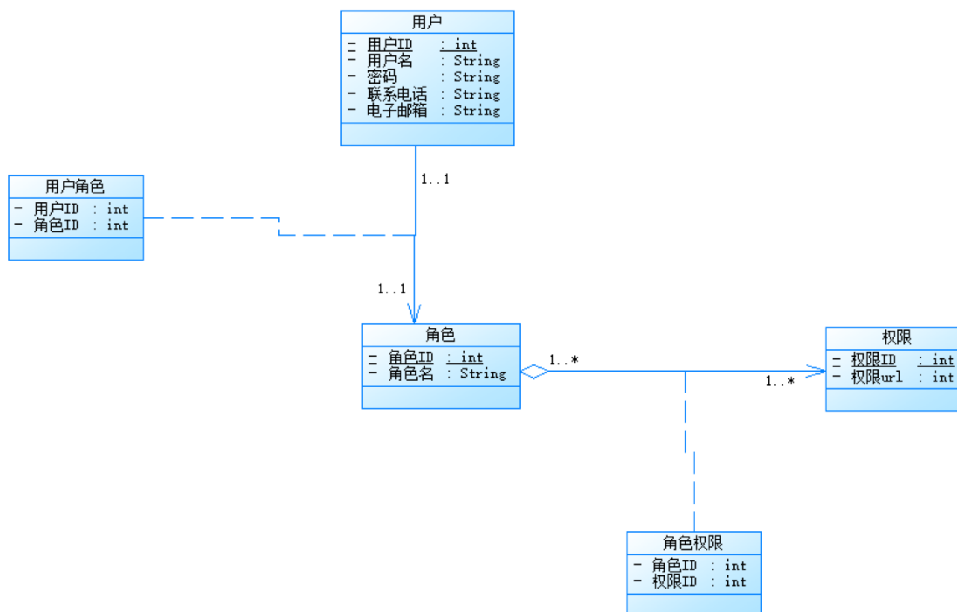 用户
− 用户ID : int
− 用户名 : String
− 密码 : String
− 联系电话 : String
− 电子邮箱 : String
1..1
用户角色
− 用户ID : int
− 角色ID : int
1..1
角色
− 角色ID : int
− 角色名 : String
1..*
1..*
权限
− 权限ID : int
− 权限url : int
角色权限
− 角色ID : int
− 权限ID : int